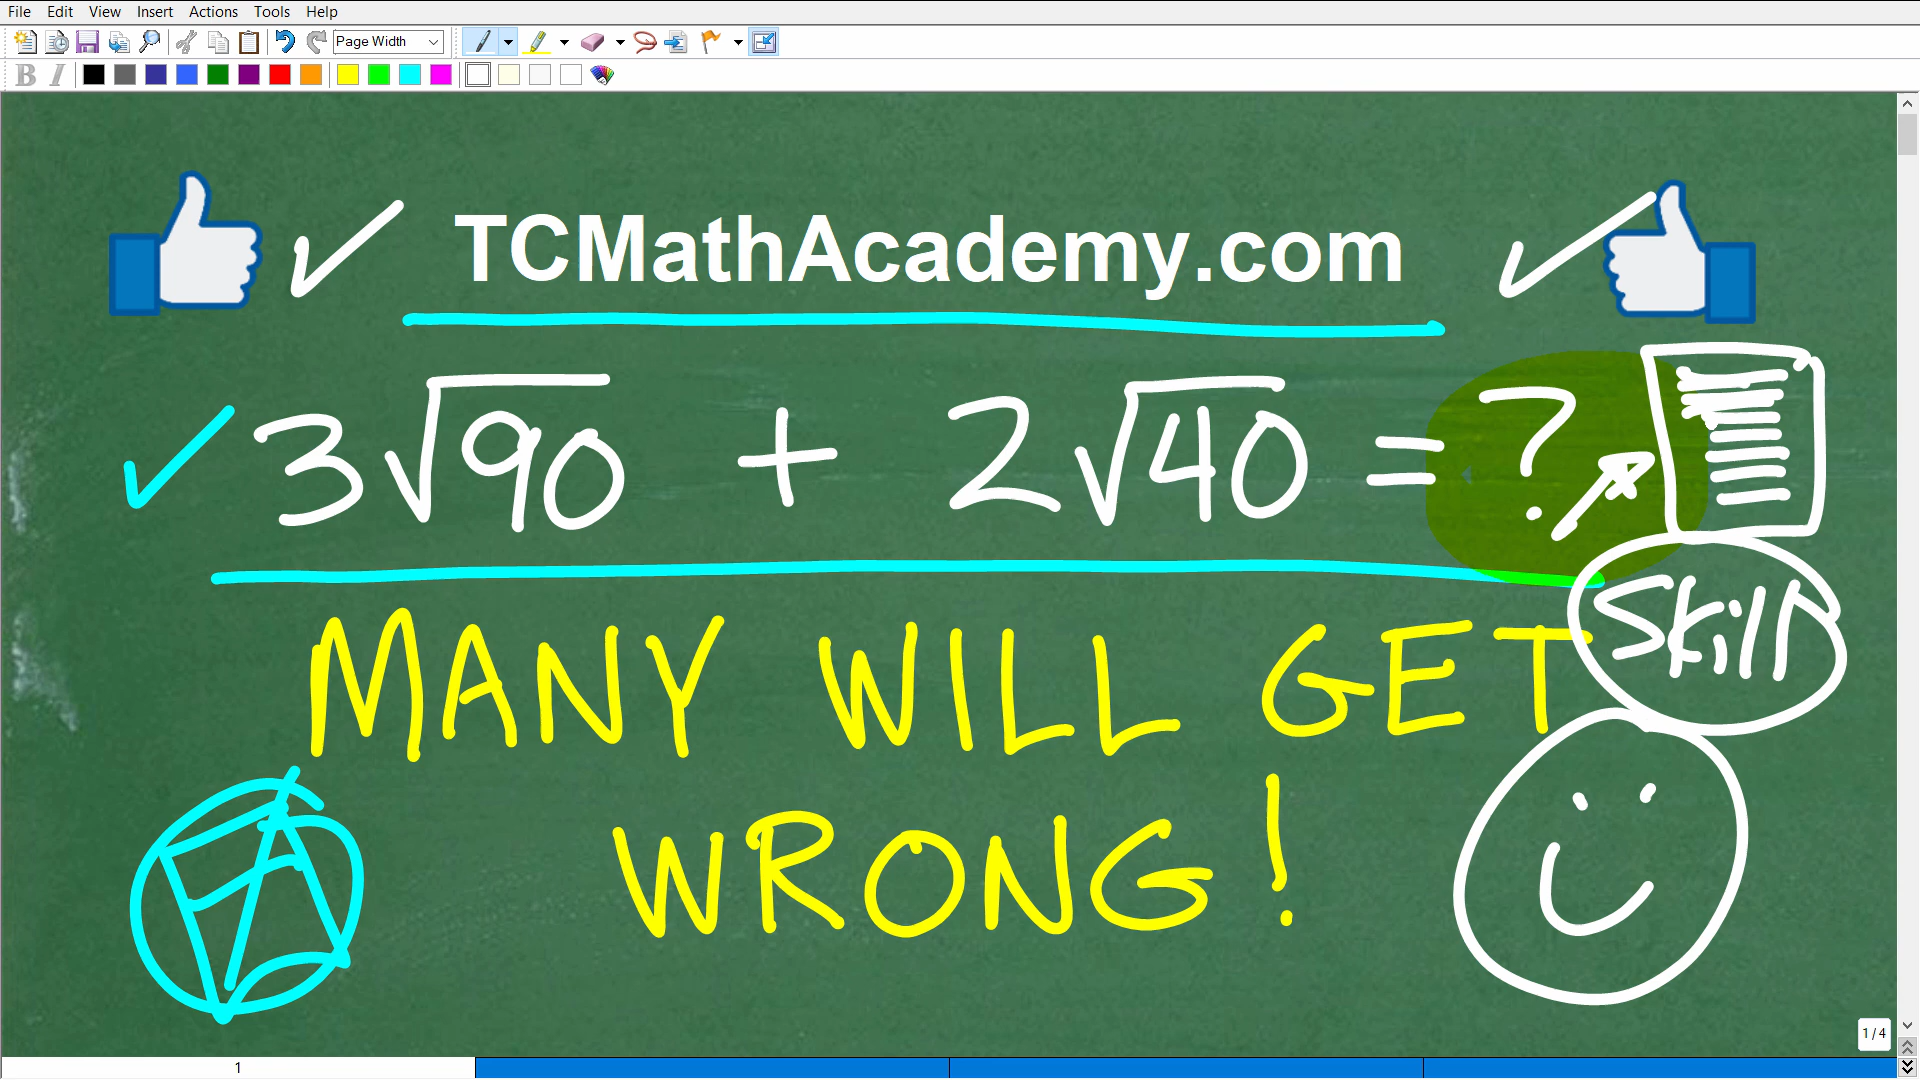 File Edit View Insert Actions Tools Help
Page Width
B I
TCMathAcademy.com
3√90 + 2√40 = ?
Skill
MANY WILL GET
WRONG!
1 / 4
1